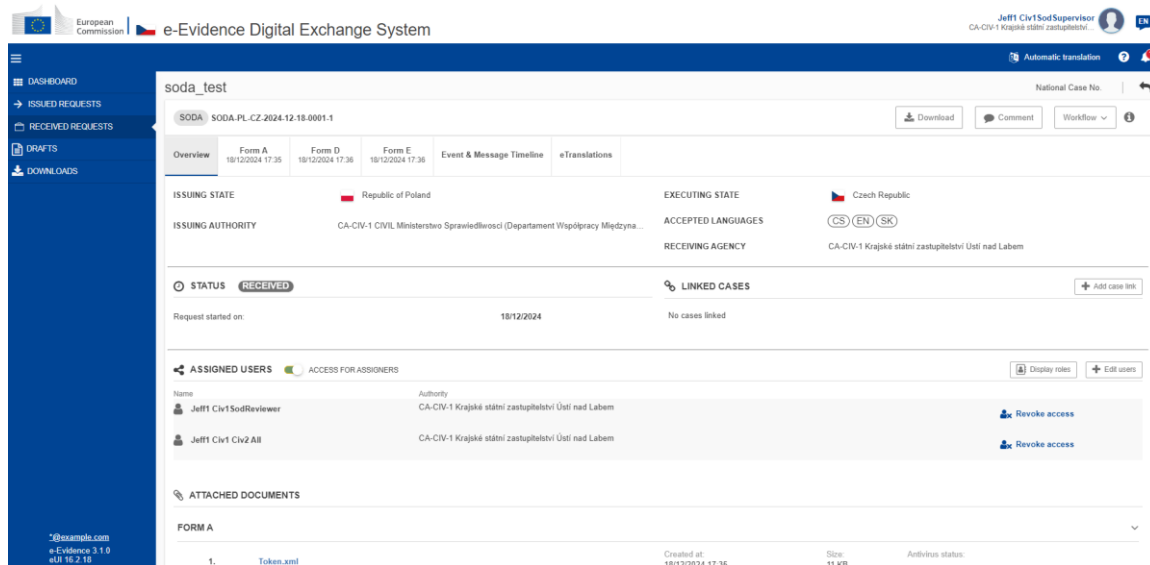 European
Commission
e-Evidence Digital Exchange System
Jeff1 Civ1SodSupervisor
CA-CIV-1 Krajské státní zastupitelství...
EN
Automatic translation
DASHBOARD
ISSUED REQUESTS
RECEIVED REQUESTS
DRAFTS
DOWNLOADS
soda_test
National Case No.
SODA SODA-PL-CZ-2024-12-18-0001-1
Download
Comment
Workflow
Overview
Form A
18/12/2024 17:35
Form D
18/12/2024 17:36
Form E
18/12/2024 17:36
Event & Message Timeline
eTranslations
ISSUING STATE
Republic of Poland
ISSUING AUTHORITY
CA-CIV-1 CIVIL Ministerstwo Sprawiedliwosci (Departament Współpracy Międzyna...
EXECUTING STATE
Czech Republic
ACCEPTED LANGUAGES
CS EN SK
RECEIVING AGENCY
CA-CIV-1 Krajské státní zastupitelství Ústí nad Labem
STATUS RECEIVED
Request started on:
18/12/2024
LINKED CASES
Add case link
No cases linked
ASSIGNED USERS
ACCESS FOR ASSIGNERS
Display roles
Edit users
Name
Authority
Jeff1 Civ1SodReviewer
CA-CIV-1 Krajské státní zastupitelství Ústí nad Labem
Revoke access
Jeff1 Civ1 Civ2 All
CA-CIV-1 Krajské státní zastupitelství Ústí nad Labem
Revoke access
ATTACHED DOCUMENTS
FORM A
1.
Token.xml
Created at:
18/12/2024 17:36
Size:
11 KB
Antivirus status:
*@example.com
e-Evidence 3.1.0
eUI 16.2.18